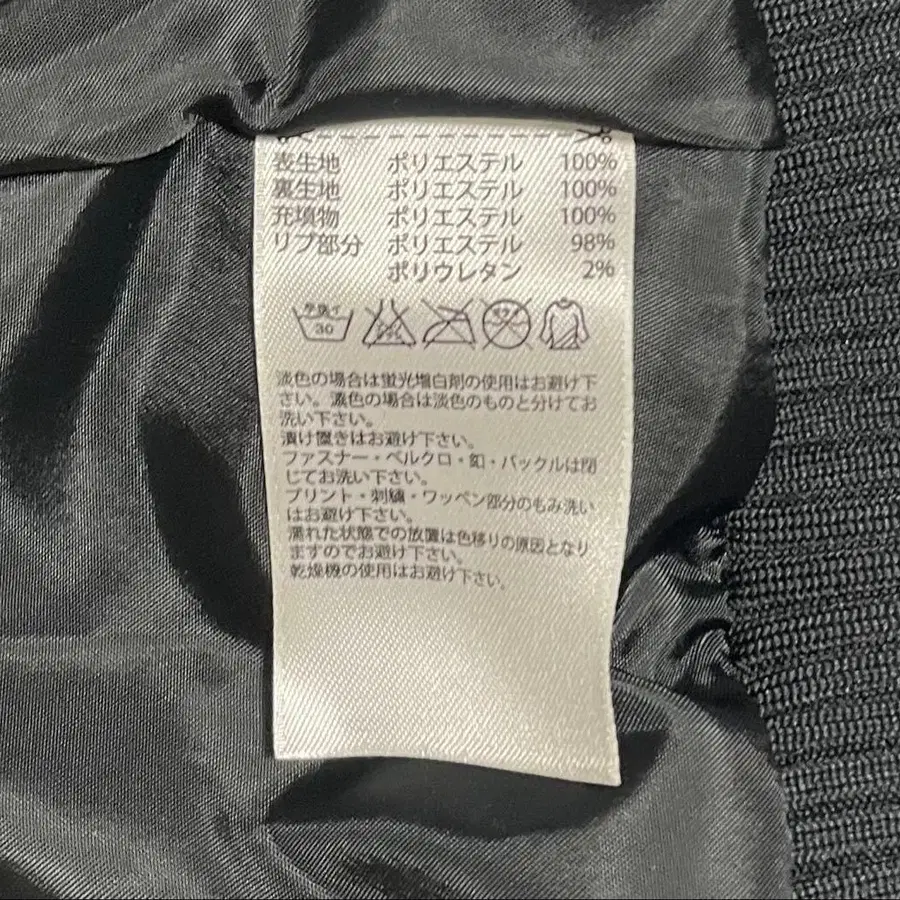 表生地 ポリエステル 100%
裏生地 ポリエステル 100%
充填物 ポリエステル 100%
リブ部分 ポリエステル 98%
ポリウレタン 2%
手洗イ
30
淡色の場合は蛍光増白剤の使用はお避け下
さい。濃色の場合は淡色のものと分けてお
洗い下さい。
漬け置きはお避け下さい。
ファスナー・ベルクロ・釦・バックルは閉
じてお洗い下さい。
プリント・刺繍・ワッペン部分のもみ洗い
はお避け下さい。
濡れた状態での放置は色移りの原因となり
ますのでお避け下さい。
乾燥機の使用はお避け下さい。